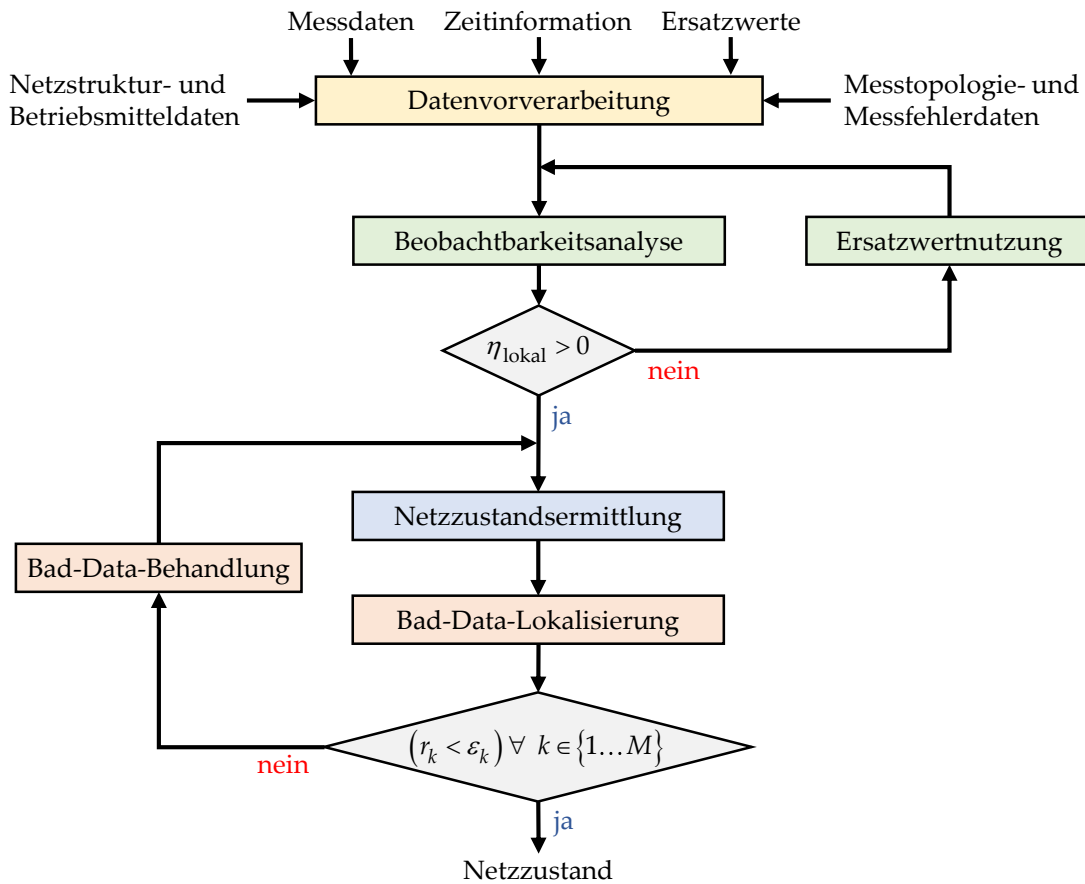 Messdaten
Zeitinformation
Ersatzwerte
Netzstruktur- und
Betriebsmitteldaten
Datenvorverarbeitung
Messtopologie- und
Messfehlerdaten
Beobachtbarkeitsanalyse
Ersatzwertnutzung
η_lokal > 0
nein
ja
Netzzustandsermittlung
Bad-Data-Behandlung
Bad-Data-Lokalisierung
(r_k < ε_k) ∀ k ∈ {1…M}
nein
ja
Netzzustand